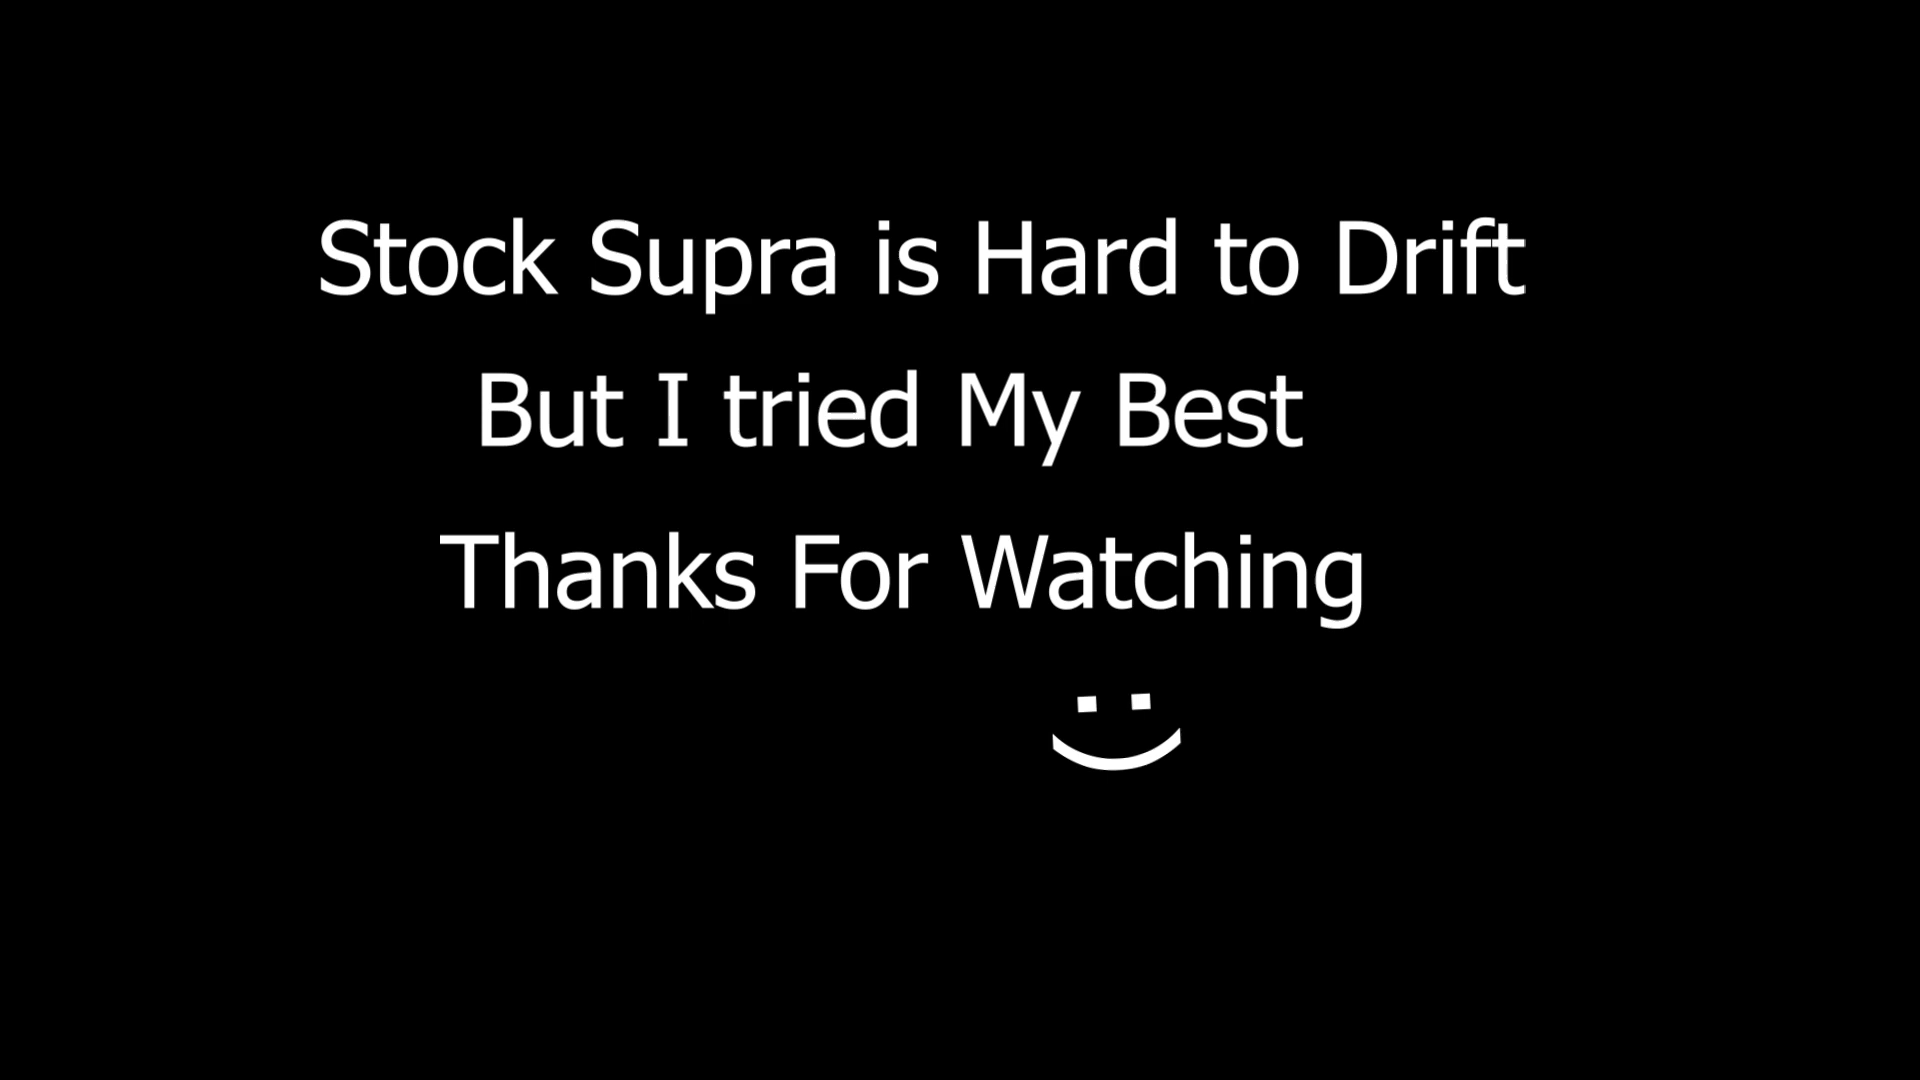 Stock Supra is Hard to Drift
But I tried My Best
Thanks For Watching
:)